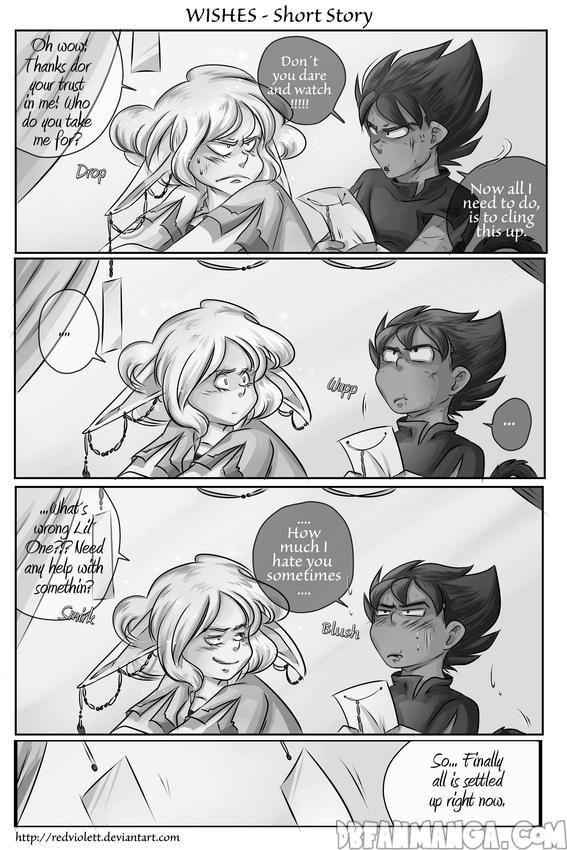 WISHES - Short Story
Oh wow;
Thanks dor
your trust
in me! Who
do you take
me for?
Don´t
you dare
and watch
!!!!!
Drop
Now all I
need to do,
is to cling
this up.
....
Wupp
...
...What´s
wrong Lil´
One?? Need
any help with
somethin?
....
How
much I
hate you
sometimes
....
Smirk
Blush
So... Finally
all is settled
up right now.
http://redviolett.deviantart.com
DBFANMANGA.COM